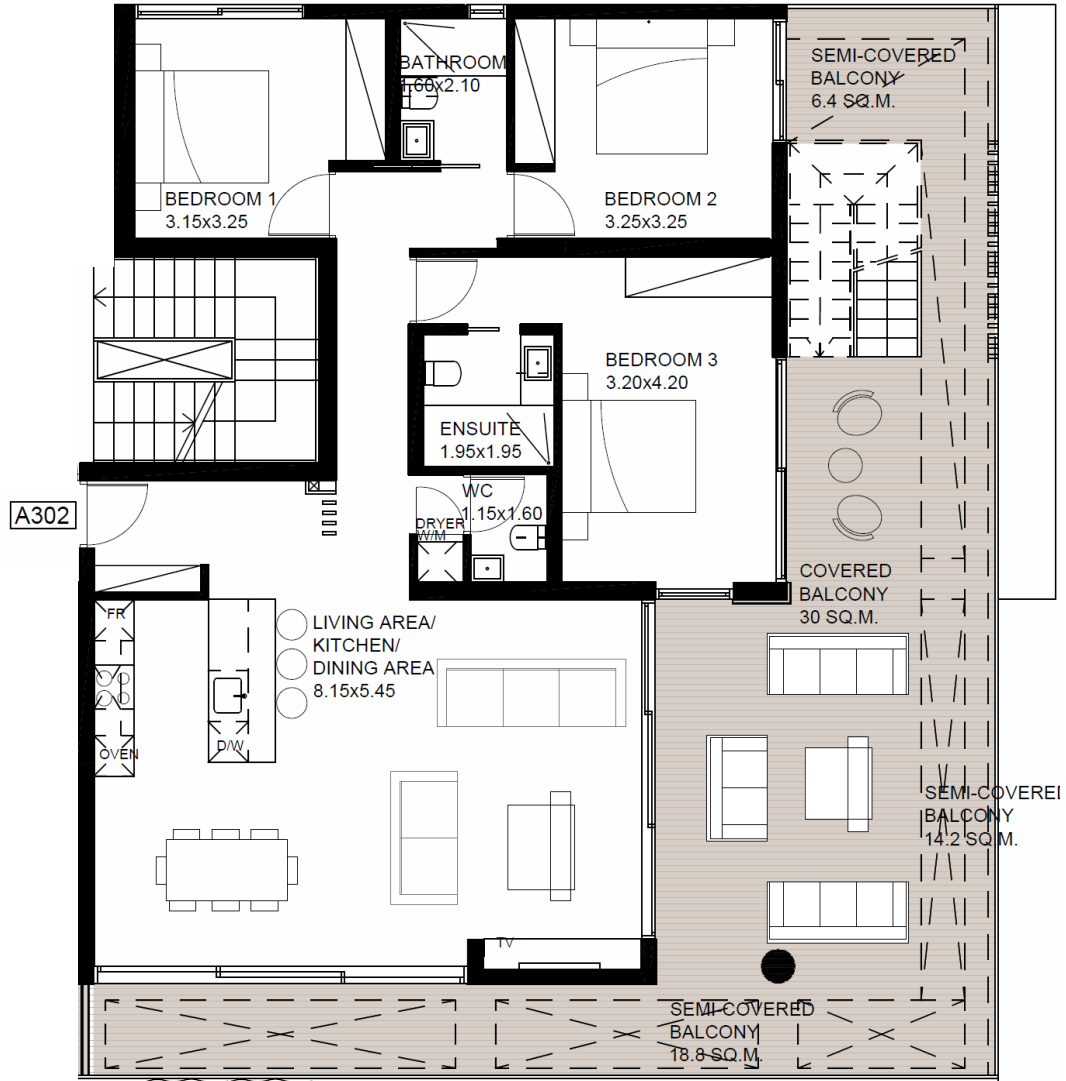 BATHROOM
1.60x2.10
SEMI-COVERED
BALCONY
6.4 SQ.M.
BEDROOM 1
3.15x3.25
BEDROOM 2
3.25x3.25
BEDROOM 3
3.20x4.20
ENSUITE
1.95x1.95
WC
1.15x1.60
DRYER
W/M
A302
COVERED
BALCONY
30 SQ.M.
FR
OVEN
D/W
LIVING AREA/
KITCHEN/
DINING AREA
8.15x5.45
SEMI-COVERED
BALCONY
14.2 SQ.M.
TV
SEMI-COVERED
BALCONY
18.8 SQ.M.